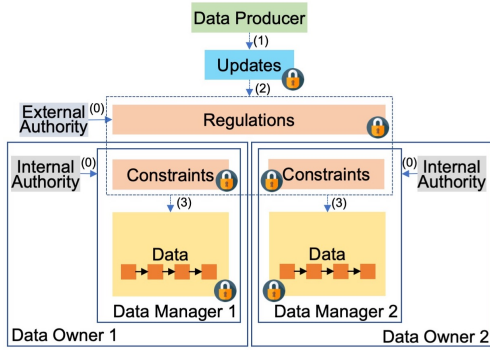 Data Producer
(1)
Updates
(2)
External
Authority
(0)
Regulations
Internal
Authority
(0)
Constraints
Constraints
(0)
Internal
Authority
(3)
(3)
Data
Data
Data Manager 1
Data Manager 2
Data Owner 1
Data Owner 2